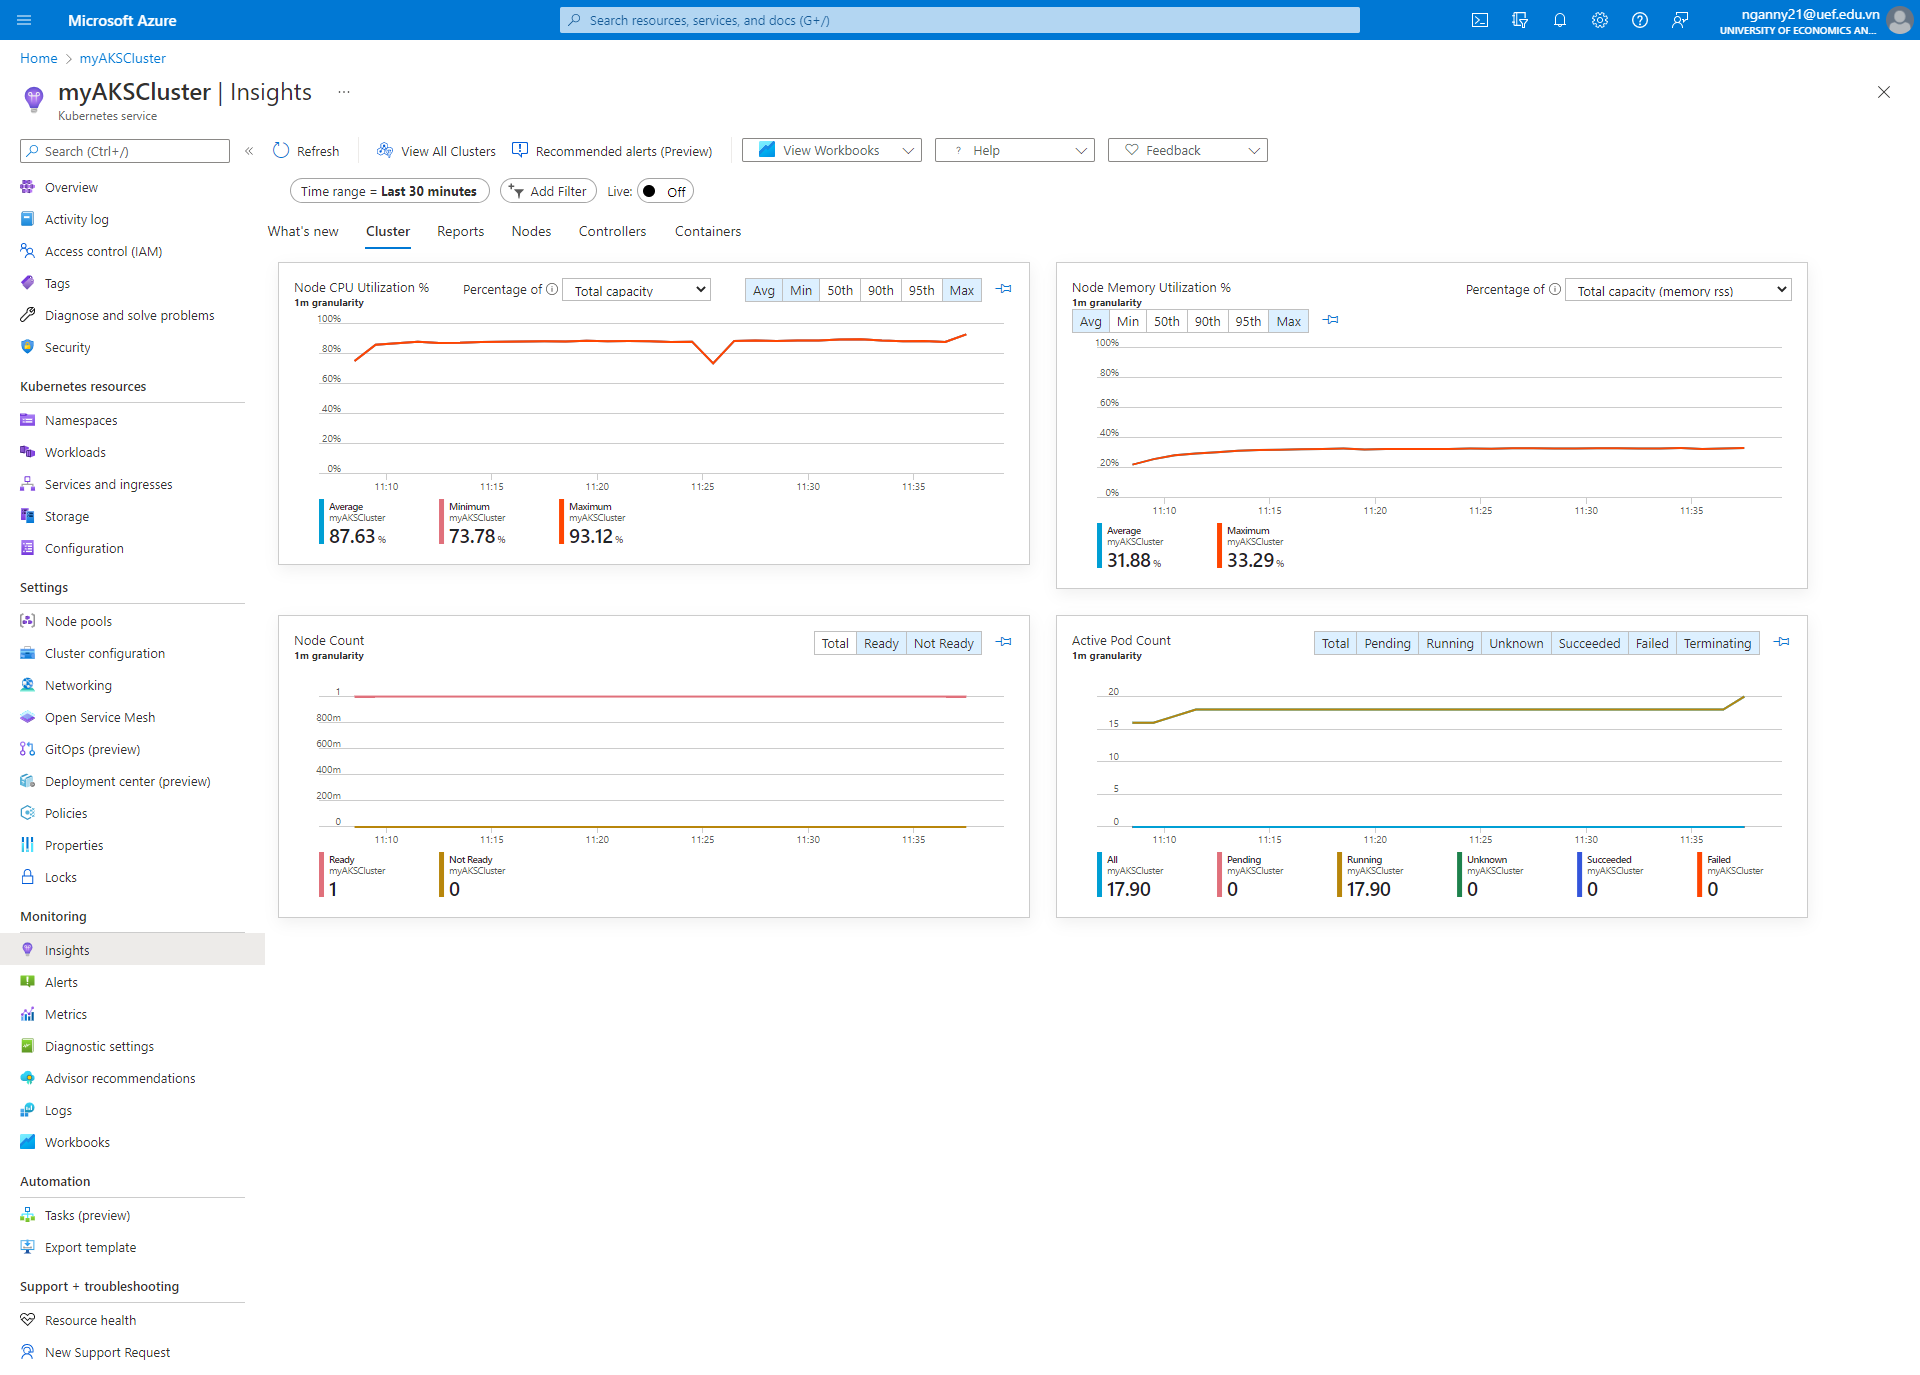 Microsoft Azure
Search resources, services, and docs (G+/)
nganny21@uef.edu.vn
UNIVERSITY OF ECONOMICS AN...
Home > myAKSCluster
myAKSCluster | Insights ...
Kubernetes service
Search (Ctrl+/)
«
Refresh
View All Clusters
Recommended alerts (Preview)
View Workbooks
? Help
Feedback
Time range = Last 30 minutes
Add Filter
Live: Off
What's new
Cluster
Reports
Nodes
Controllers
Containers
Overview
Activity log
Access control (IAM)
Tags
Diagnose and solve problems
Security
Kubernetes resources
Namespaces
Workloads
Services and ingresses
Storage
Configuration
Settings
Node pools
Cluster configuration
Networking
Open Service Mesh
GitOps (preview)
Deployment center (preview)
Policies
Properties
Locks
Monitoring
Insights
Alerts
Metrics
Diagnostic settings
Advisor recommendations
Logs
Workbooks
Automation
Tasks (preview)
Export template
Support + troubleshooting
Resource health
New Support Request
Node CPU Utilization %
1m granularity
Percentage of
Total capacity
Avg Min 50th 90th 95th Max
100%
80%
60%
40%
20%
0%
11:10 11:15 11:20 11:25 11:30 11:35
Average
myAKSCluster
87.63 %
Minimum
myAKSCluster
73.78 %
Maximum
myAKSCluster
93.12 %
Node Memory Utilization %
1m granularity
Percentage of
Total capacity (memory rss)
Avg Min 50th 90th 95th Max
100%
80%
60%
40%
20%
0%
11:10 11:15 11:20 11:25 11:30 11:35
Average
myAKSCluster
31.88 %
Maximum
myAKSCluster
33.29 %
Node Count
1m granularity
Total Ready Not Ready
1
800m
600m
400m
200m
0
11:10 11:15 11:20 11:25 11:30 11:35
Ready
myAKSCluster
1
Not Ready
myAKSCluster
0
Active Pod Count
1m granularity
Total Pending Running Unknown Succeeded Failed Terminating
20
15
10
5
0
11:10 11:15 11:20 11:25 11:30 11:35
All
myAKSCluster
17.90
Pending
myAKSCluster
0
Running
myAKSCluster
17.90
Unknown
myAKSCluster
0
Succeeded
myAKSCluster
0
Failed
myAKSCluster
0